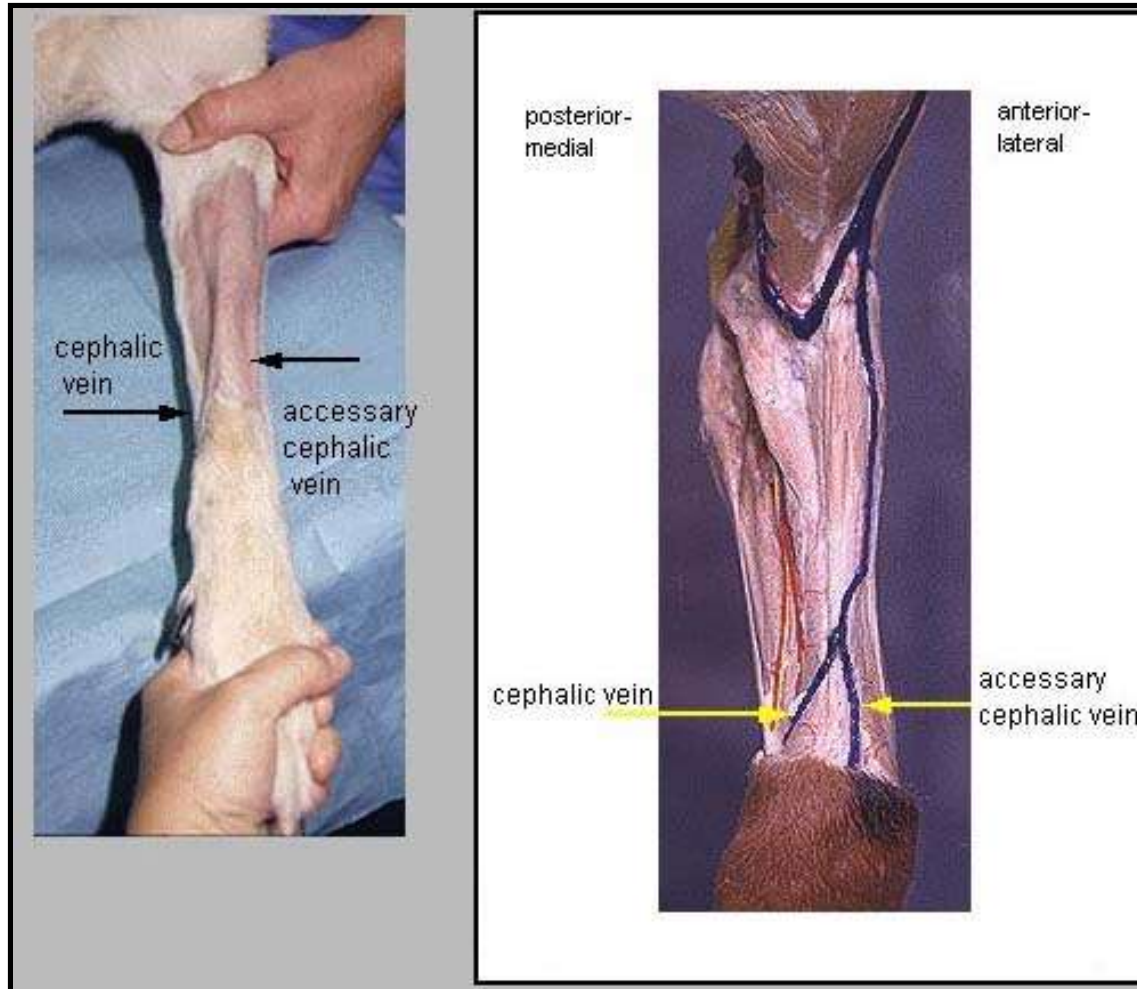 cephalic
vein
accessary
cephalic
vein
posterior-
medial
anterior-
lateral
cephalic vein
accessary
cephalic vein